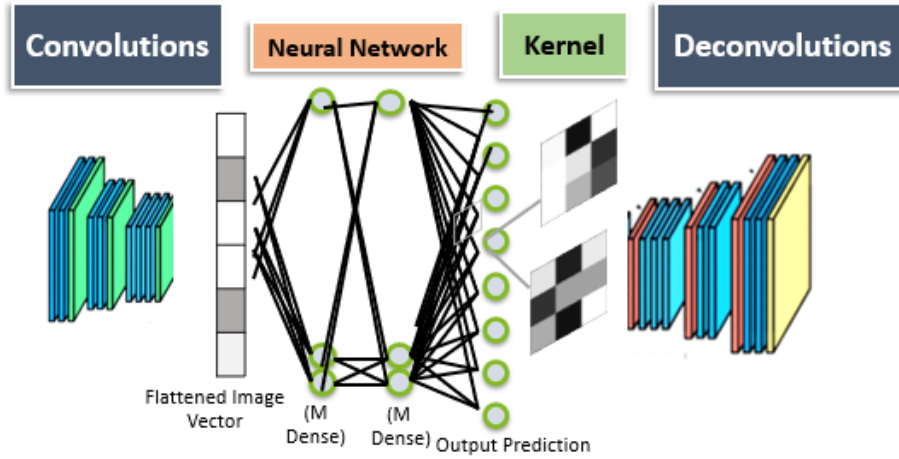 Convolutions
Neural Network
Kernel
Deconvolutions
Flattened Image
Vector
(M
Dense)
(M
Dense)
Output Prediction